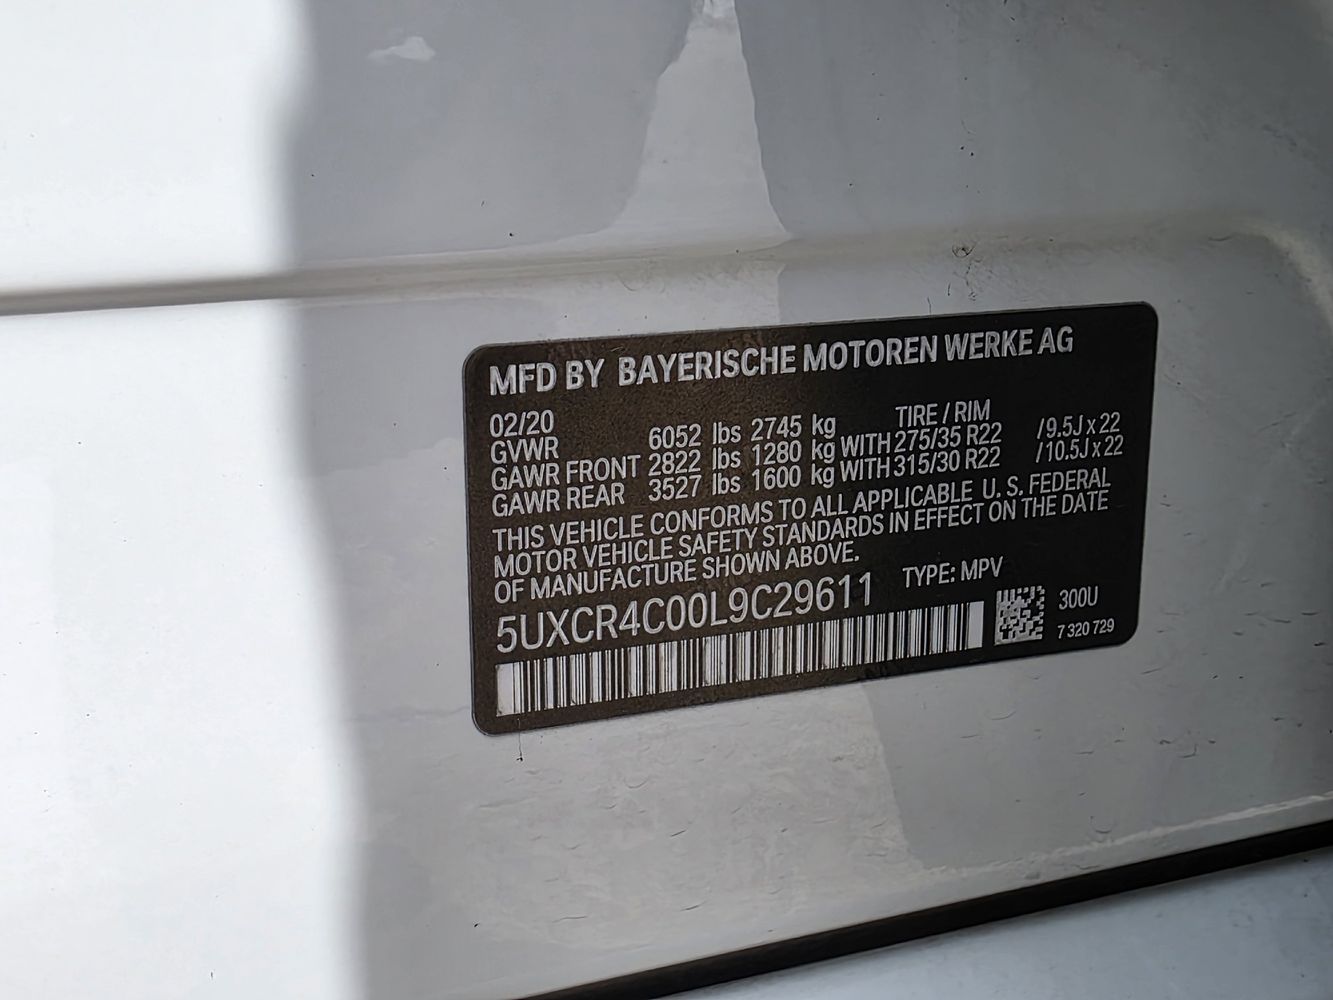 MFD BY BAYERISCHE MOTOREN WERKE AG
02/20 TIRE / RIM
GVWR 6052 lbs 2745 kg
GAWR FRONT 2822 lbs 1280 kg WITH 275/35 R22 /9.5J x 22
GAWR REAR 3527 lbs 1600 kg WITH 315/30 R22 /10.5J x 22
THIS VEHICLE CONFORMS TO ALL APPLICABLE U. S. FEDERAL
MOTOR VEHICLE SAFETY STANDARDS IN EFFECT ON THE DATE
OF MANUFACTURE SHOWN ABOVE.
TYPE: MPV
5UXCR4C00L9C29611
300U
7 320 729